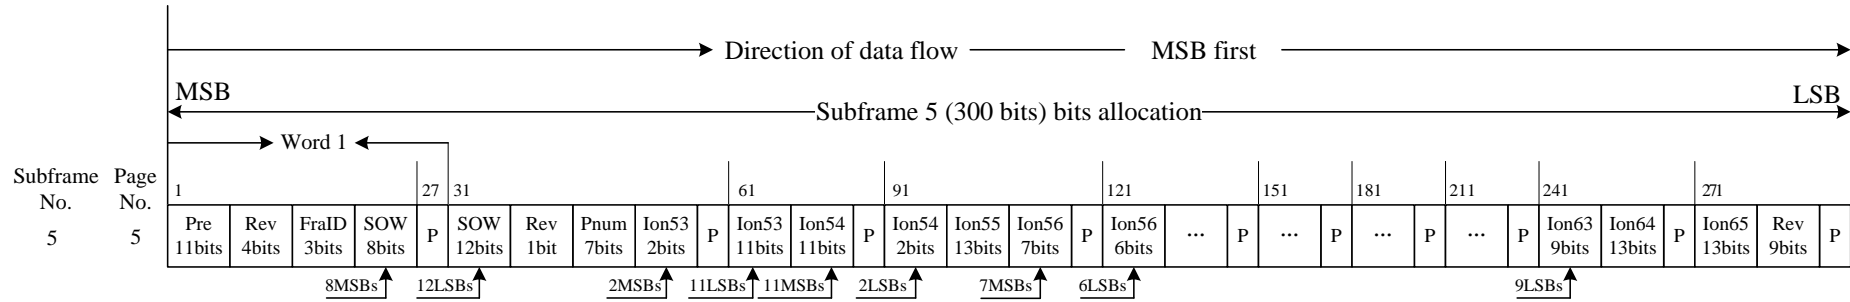 Direction of data flow MSB first
MSB LSB
Subframe 5 (300 bits) bits allocation
Word 1
Subframe No. Page No.
1 27 31 61 91 121 151 181 211 241 271
5 5
Pre 11bits
Rev 4bits
FraID 3bits
SOW 8bits
P
SOW 12bits
Rev 1bit
Pnum 7bits
Ion53 2bits
P
Ion53 11bits
Ion54 11bits
P
Ion54 2bits
Ion55 13bits
Ion56 7bits
P
Ion56 6bits
...
P
...
P
...
P
...
P
Ion63 9bits
Ion64 13bits
P
Ion65 13bits
Rev 9bits
P
8MSBs 12LSBs 2MSBs 11LSBs 11MSBs 2LSBs 7MSBs 6LSBs 9LSBs